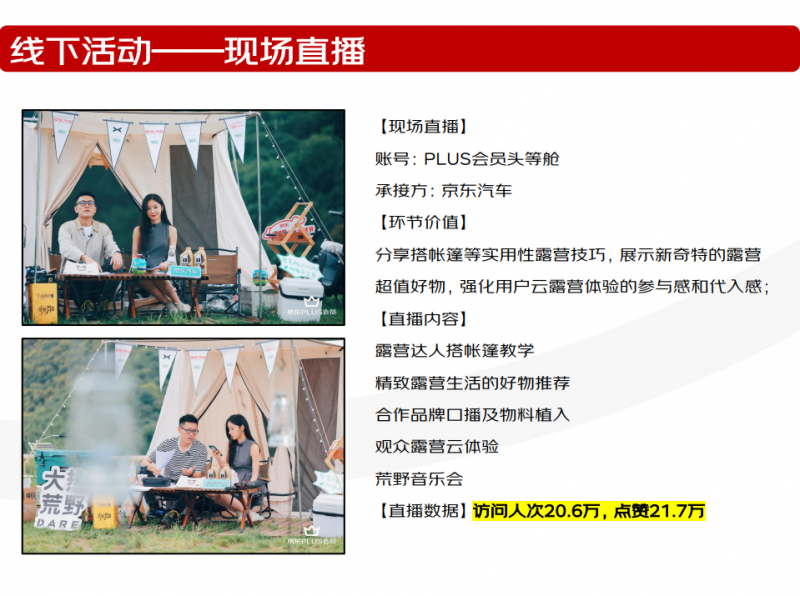 线下活动——现场直播
【现场直播】
账号：PLUS会员头等舱
承接方：京东汽车
【环节价值】
分享搭帐篷等实用性露营技巧，展示新奇特的露营
超值好物，强化用户云露营体验的参与感和代入感；
【直播内容】
露营达人搭帐篷教学
精致露营生活的好物推荐
合作品牌口播及物料植入
观众露营云体验
荒野音乐会
【直播数据】访问人次20.6万，点赞21.7万
京东PLUS会员
荒野
DARE
京东PLUS会员